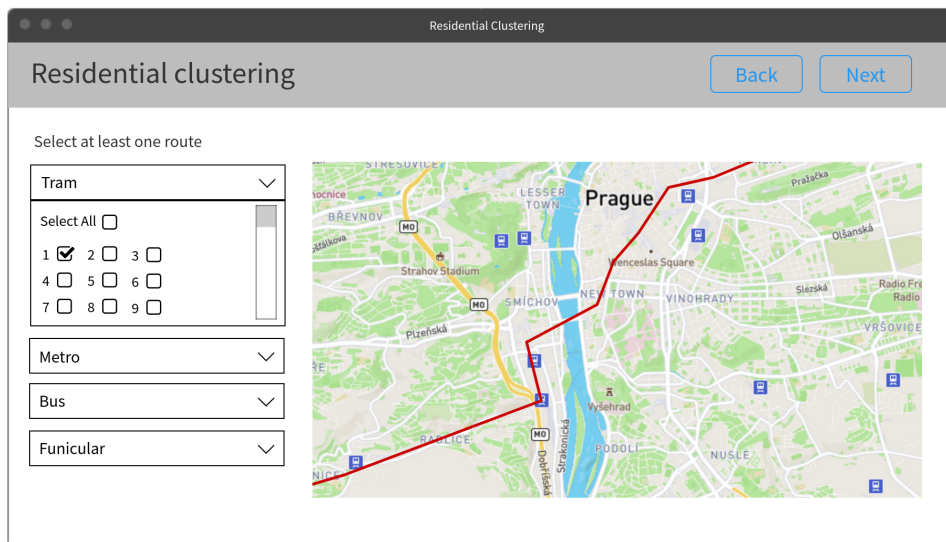 Residential Clustering
Residential clustering
Back
Next
Select at least one route
Tram
Select All
1 2 3
4 5 6
7 8 9
Metro
Bus
Funicular
STŘEŠOVICE
LESSER
TOWN
Prague
Pražačka
BŘEVNOV
M0
Olšanská
Strahov Stadium
Wenceslas Square
M0
SMÍCHOV
NEW TOWN
VINOHRADY
Slezská
Radio Fre
Radio
Plzeňská
VRŠOVICE
Vyšehrad
RADLICE
M0
Strakonická
PODOLÍ
NUSLE
Dobříšská
NICE